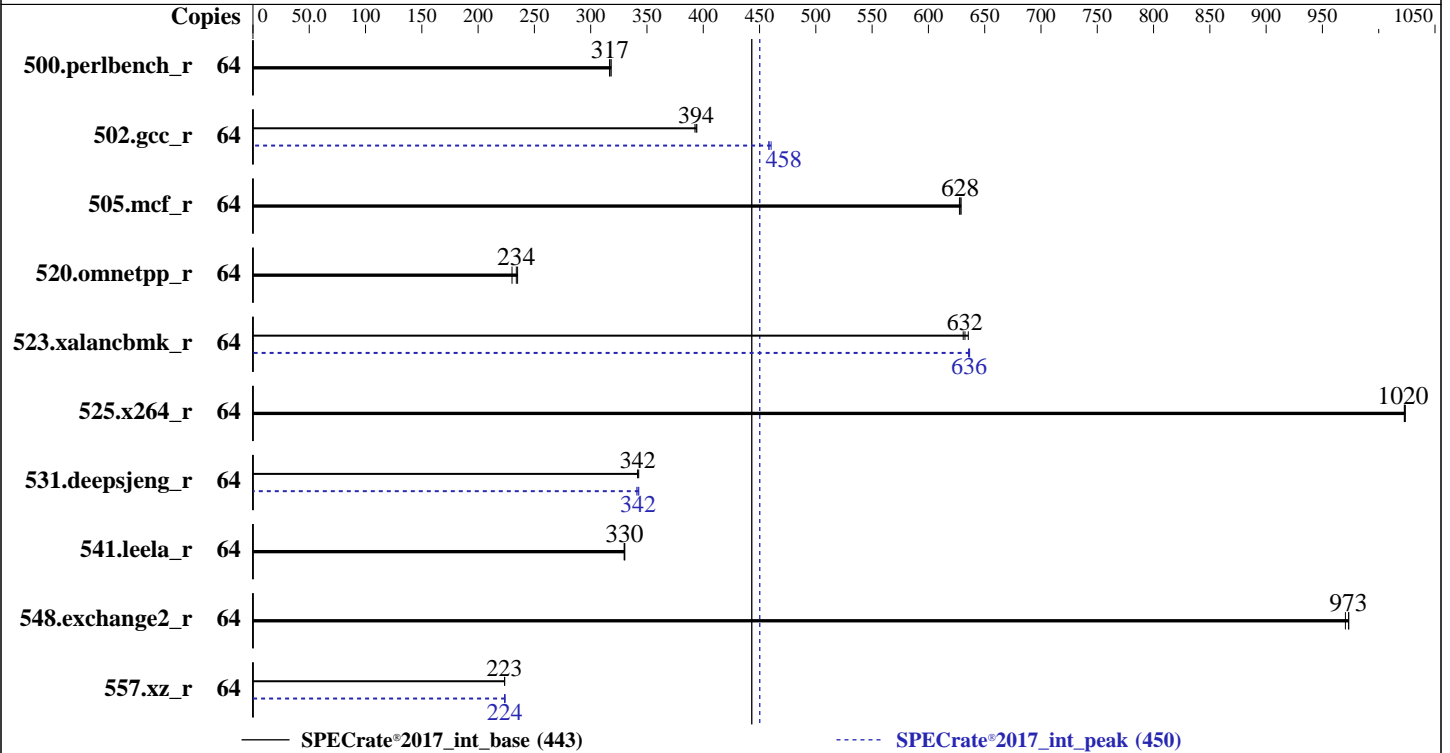 Copies 0 50.0 100 150 200 250 300 350 400 450 500 550 600 650 700 750 800 850 900 950 1050
317
500.perlbench_r 64
394
502.gcc_r 64
458
628
505.mcf_r 64
234
520.omnetpp_r 64
632
523.xalancbmk_r 64
636
1020
525.x264_r 64
342
531.deepsjeng_r 64
342
330
541.leela_r 64
973
548.exchange2_r 64
223
557.xz_r 64
224
SPECrate®2017_int_base (443) SPECrate®2017_int_peak (450)